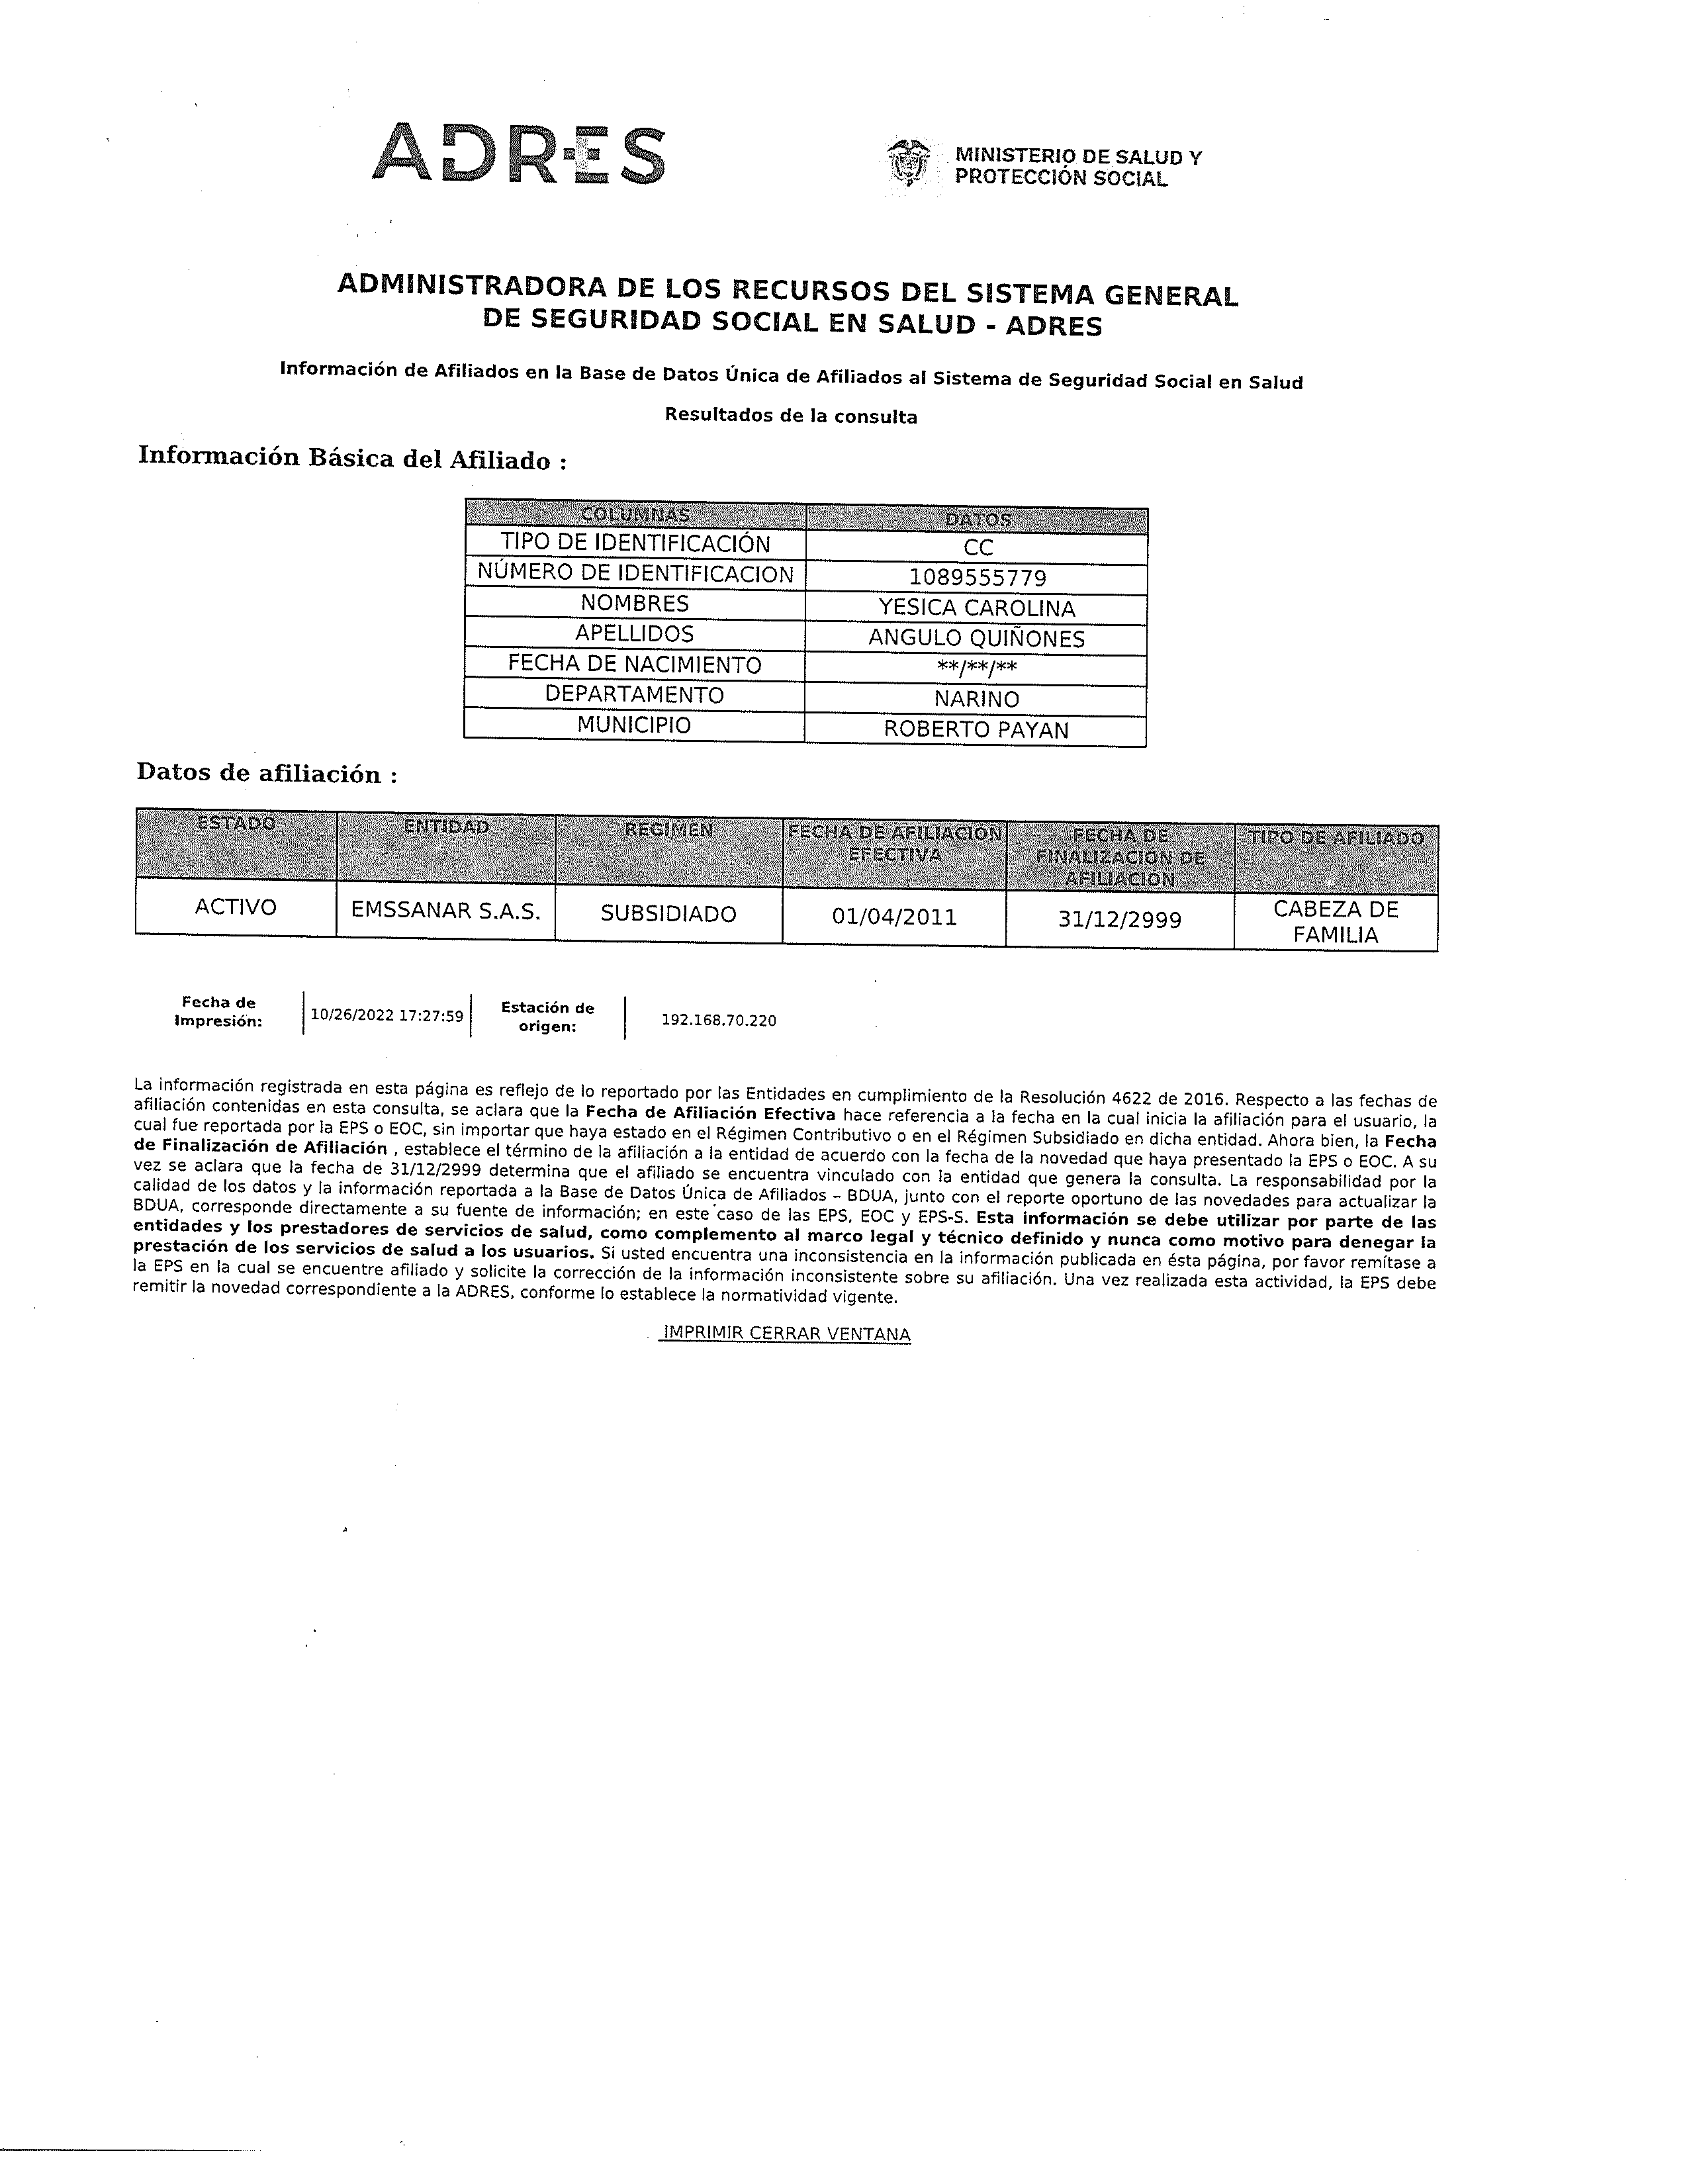 ADRES
MINISTERIO DE SALUD Y
PROTECCIÓN SOCIAL
ADMINISTRADORA DE LOS RECURSOS DEL SISTEMA GENERAL
DE SEGURIDAD SOCIAL EN SALUD - ADRES
Información de Afiliados en la Base de Datos Única de Afiliados al Sistema de Seguridad Social en Salud
Resultados de la consulta
Información Básica del Afiliado :
COLUMNAS DATOS
TIPO DE IDENTIFICACIÓN CC
NÚMERO DE IDENTIFICACION 1089555779
NOMBRES YESICA CAROLINA
APELLIDOS ANGULO QUIÑONES
FECHA DE NACIMIENTO **/**/**
DEPARTAMENTO NARINO
MUNICIPIO ROBERTO PAYAN
Datos de afiliación :
ESTADO ENTIDAD REGIMEN FECHA DE AFILIACIÓN EFECTIVA FECHA DE FINALIZACIÓN DE AFILIACIÓN TIPO DE AFILIADO
ACTIVO EMSSANAR S.A.S. SUBSIDIADO 01/04/2011 31/12/2999 CABEZA DE FAMILIA
Fecha de Impresión: 10/26/2022 17:27:59 Estación de origen: 192.168.70.220
La información registrada en esta página es reflejo de lo reportado por las Entidades en cumplimiento de la Resolución 4622 de 2016. Respecto a las fechas de
afiliación contenidas en esta consulta, se aclara que la Fecha de Afiliación Efectiva hace referencia a la fecha en la cual inicia la afiliación para el usuario, la
cual fue reportada por la EPS o EOC, sin importar que haya estado en el Régimen Contributivo o en el Régimen Subsidiado en dicha entidad. Ahora bien, la Fecha
de Finalización de Afiliación , establece el término de la afiliación a la entidad de acuerdo con la fecha de la novedad que haya presentado la EPS o EOC. A su
vez se aclara que la fecha de 31/12/2999 determina que el afiliado se encuentra vinculado con la entidad que genera la consulta. La responsabilidad por la
calidad de los datos y la información reportada a la Base de Datos Única de Afiliados – BDUA, junto con el reporte oportuno de las novedades para actualizar la
BDUA, corresponde directamente a su fuente de información; en este caso de las EPS, EOC y EPS-S. Esta información se debe utilizar por parte de las
entidades y los prestadores de servicios de salud, como complemento al marco legal y técnico definido y nunca como motivo para denegar la
prestación de los servicios de salud a los usuarios. Si usted encuentra una inconsistencia en la información publicada en ésta página, por favor remítase a
la EPS en la cual se encuentre afiliado y solicite la corrección de la información inconsistente sobre su afiliación. Una vez realizada esta actividad, la EPS debe
remitir la novedad correspondiente a la ADRES, conforme lo establece la normatividad vigente.
IMPRIMIR CERRAR VENTANA